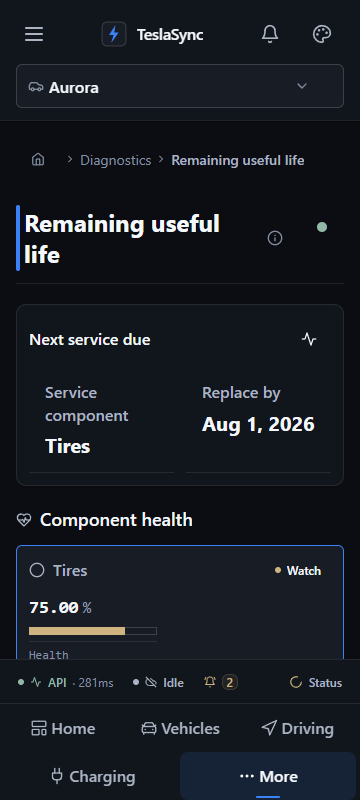 TeslaSync
Aurora
Diagnostics
Remaining useful life
Remaining useful
life
Next service due
Service
component
Tires
Replace by
Aug 1, 2026
Component health
Tires
Watch
75.00 %
Health
API · 281ms
Idle
2
Status
Home
Vehicles
Driving
Charging
More